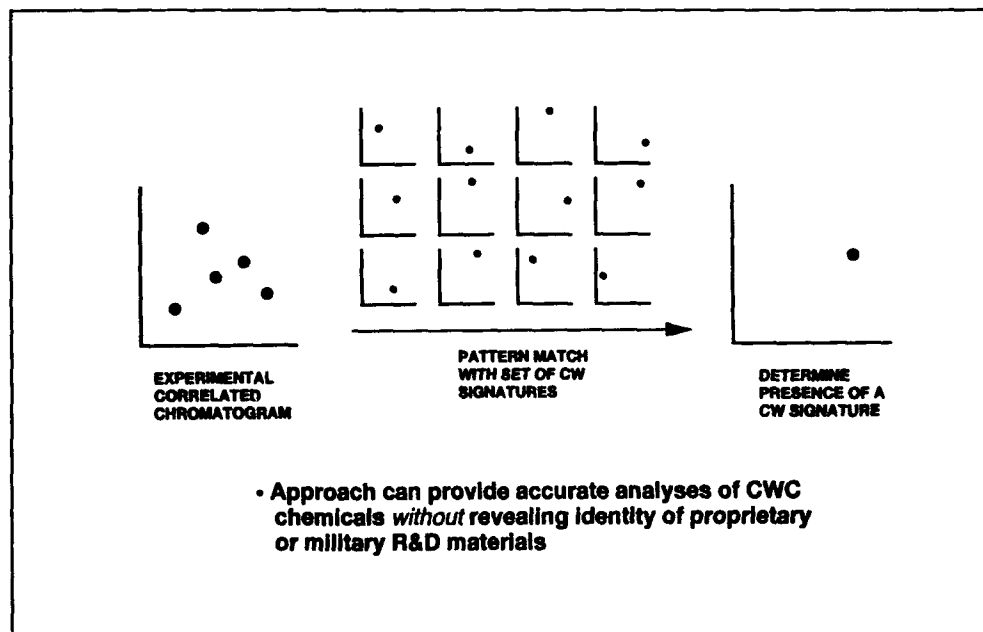 EXPERIMENTAL
CORRELATED
CHROMATOGRAM
PATTERN MATCH
WITH SET OF CW
SIGNATURES
DETERMINE
PRESENCE OF A
CW SIGNATURE
• Approach can provide accurate analyses of CWC
chemicals without revealing identity of proprietary
or military R&D materials